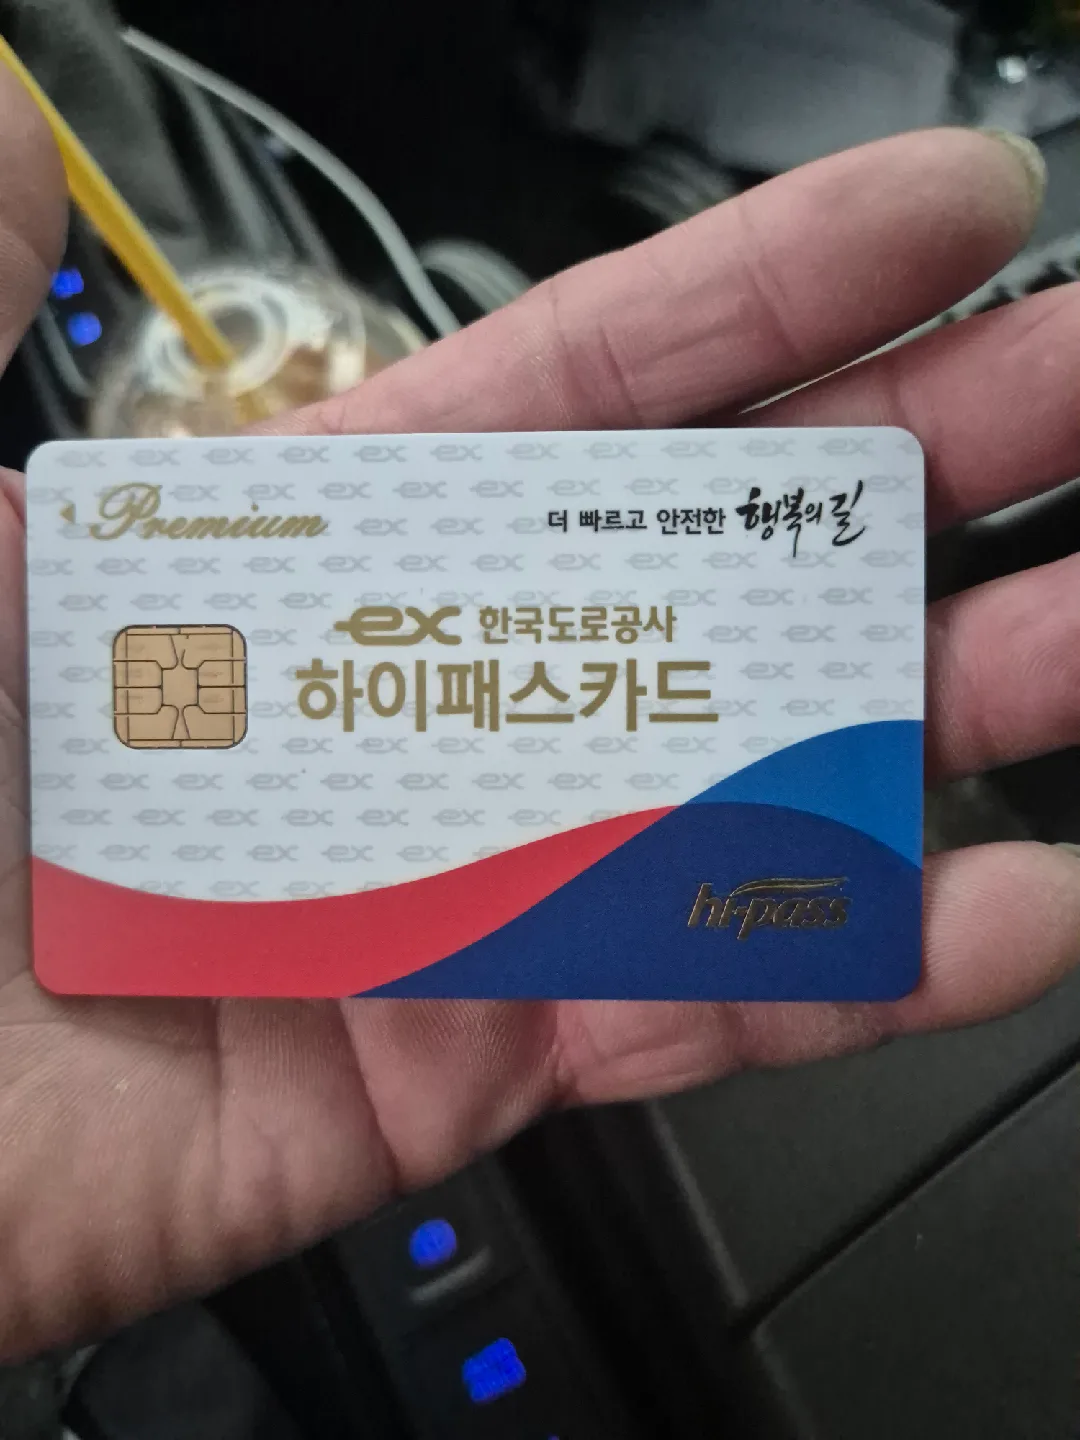 Premium
더 빠르고 안전한 행복의 길
ex 한국도로공사
하이패스카드
hi-pass